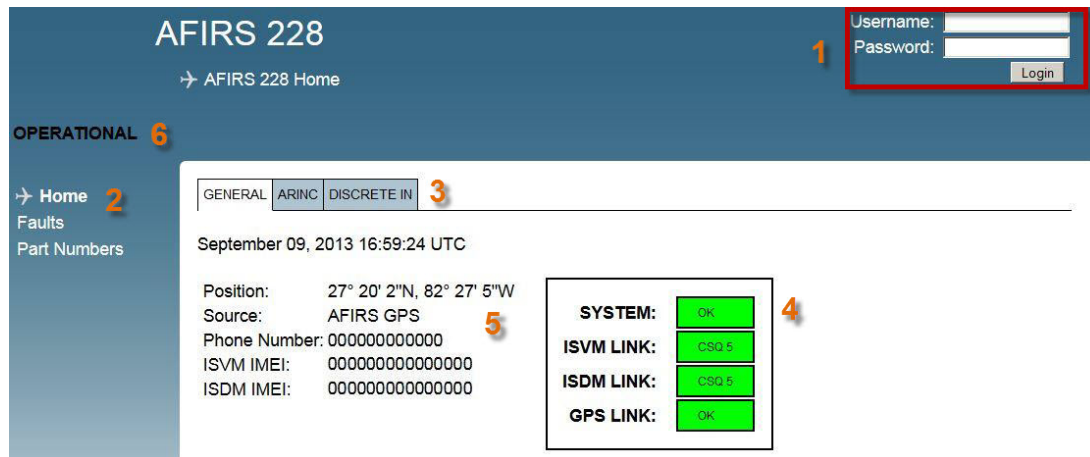 AFIRS 228
AFIRS 228 Home
Username:
Password:
Login
1
OPERATIONAL 6
Home 2
Faults
Part Numbers
GENERAL ARINC DISCRETE IN 3
September 09, 2013 16:59:24 UTC
Position: 27° 20' 2"N, 82° 27' 5"W
Source: AFIRS GPS
Phone Number: 000000000000
ISVM IMEI: 000000000000000
ISDM IMEI: 000000000000000
5
SYSTEM: OK
ISVM LINK: CSQ 5
ISDM LINK: CSQ 5
GPS LINK: OK
4